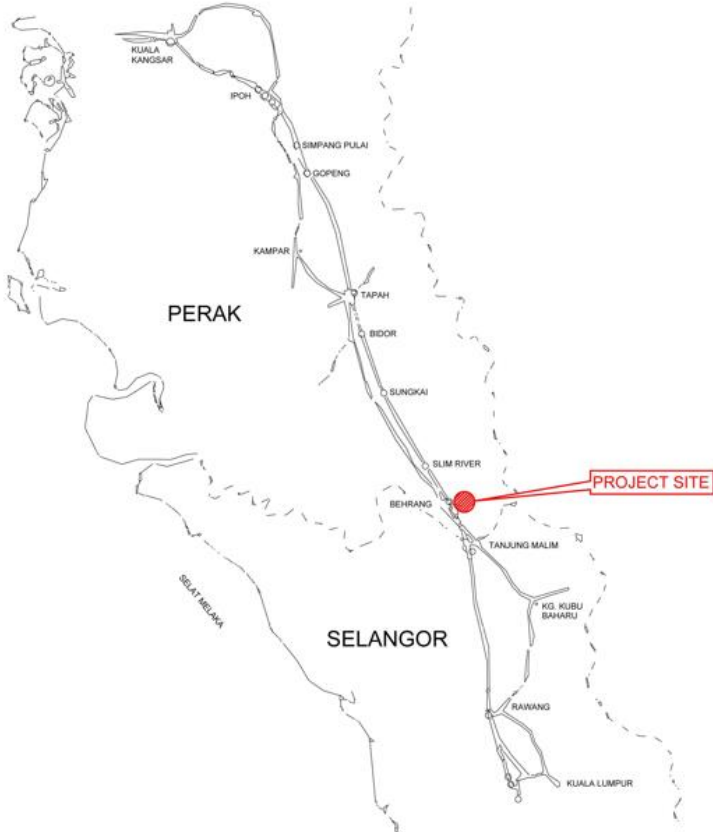 KUALA
KANGSAR
IPOH
SIMPANG PULAI
GOPENG
KAMPAR
TAPAH
PERAK
BIDOR
SUNGKAI
SLIM RIVER
PROJECT SITE
BEHRANG
TANJUNG MALIM
SELAT MELAKA
KG. KUBU
BAHARU
SELANGOR
RAWANG
KUALA LUMPUR